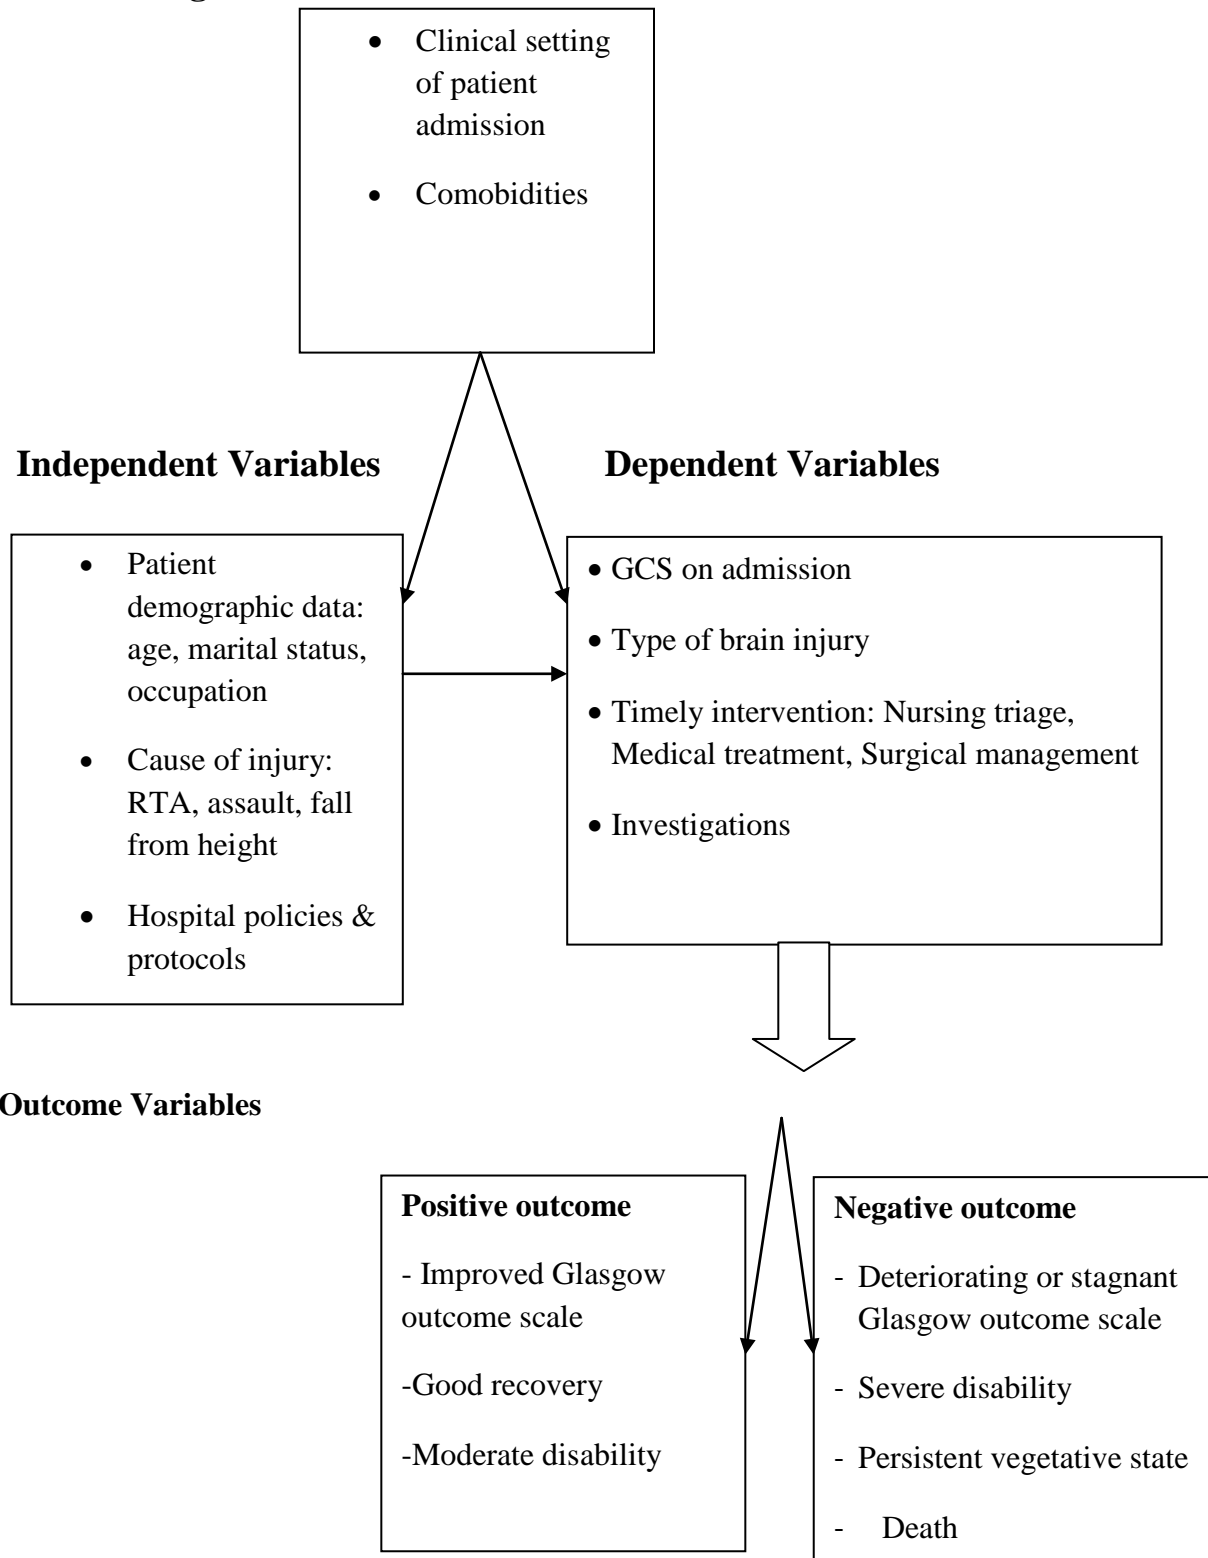 • Clinical setting
of patient
admission
• Comobidities
Independent Variables
Dependent Variables
• Patient
demographic data:
age, marital status,
occupation
• Cause of injury:
RTA, assault, fall
from height
• Hospital policies &
protocols
• GCS on admission
• Type of brain injury
• Timely intervention: Nursing triage,
Medical treatment, Surgical management
• Investigations
Outcome Variables
Positive outcome
- Improved Glasgow
outcome scale
-Good recovery
-Moderate disability
Negative outcome
- Deteriorating or stagnant
Glasgow outcome scale
- Severe disability
- Persistent vegetative state
- Death